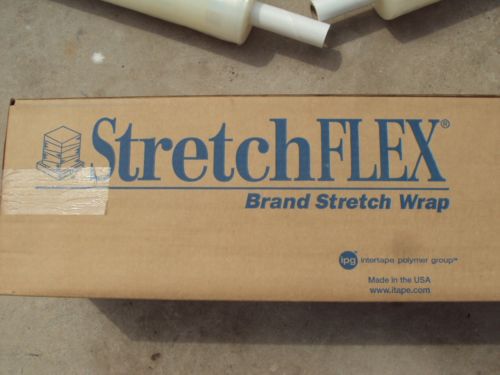 StretchFLEX®
Brand Stretch Wrap
ipg intertape polymer group™
Made in the USA
www.itape.com